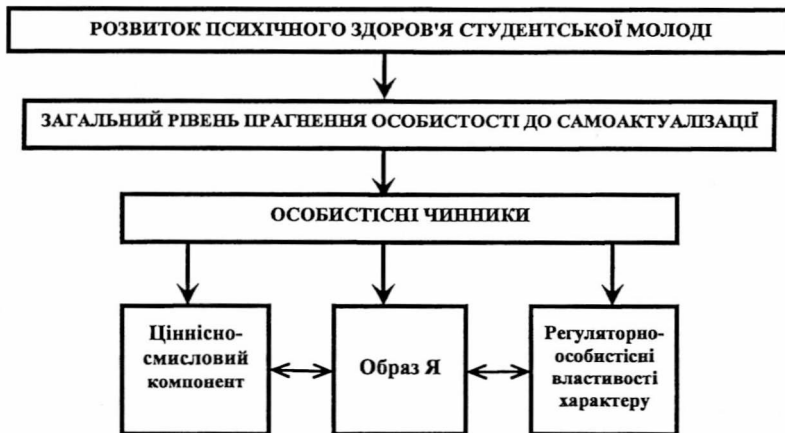 РОЗВИТОК ПСИХІЧНОГО ЗДОРОВ'Я СТУДЕНТСЬКОЇ МОЛОДІ
ЗАГАЛЬНИЙ РІВЕНЬ ПРАГНЕННЯ ОСОБИСТОСТІ ДО САМОАКТУАЛІЗАЦІЇ
ОСОБИСТІСНІ ЧИННИКИ
Ціннісно-
смисловий
компонент
Образ Я
Регуляторно-
особистісні
властивості
характеру